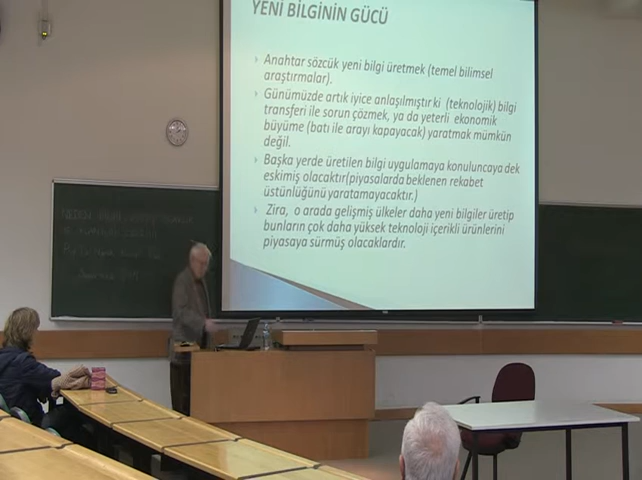 YENİ BİLGİNİN GÜCÜ
Anahtar sözcük yeni bilgi üretmek (temel bilimsel
araştırmalar).
Günümüzde artık iyice anlaşılmıştır ki (teknolojik) bilgi
transferi ile sorun çözmek, ya da yeterli ekonomik
büyüme (batı ile arayı kapayacak) yaratmak mümkün
değil.
Başka yerde üretilen bilgi uygulamaya konuluncaya dek
eskimiş olacaktır(piyasalarda beklenen rekabet
üstünlüğünü yaratamayacaktır.)
Zira, o arada gelişmiş ülkeler daha yeni bilgiler üretip
bunların çok daha yüksek teknoloji içerikli ürünlerini
piyasaya sürmüş olacaklardır.